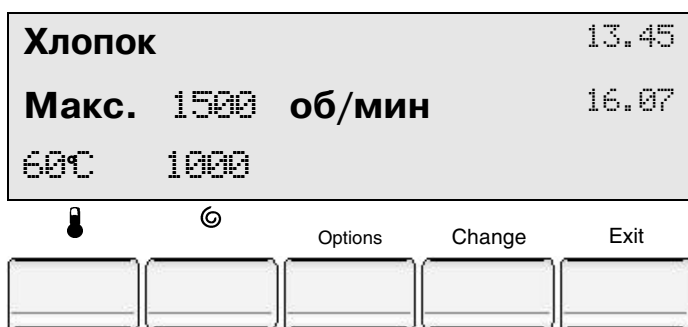 Хлопок 13.45
Макс. 1500 об/мин 16.07
60°C 1000
Options Change Exit